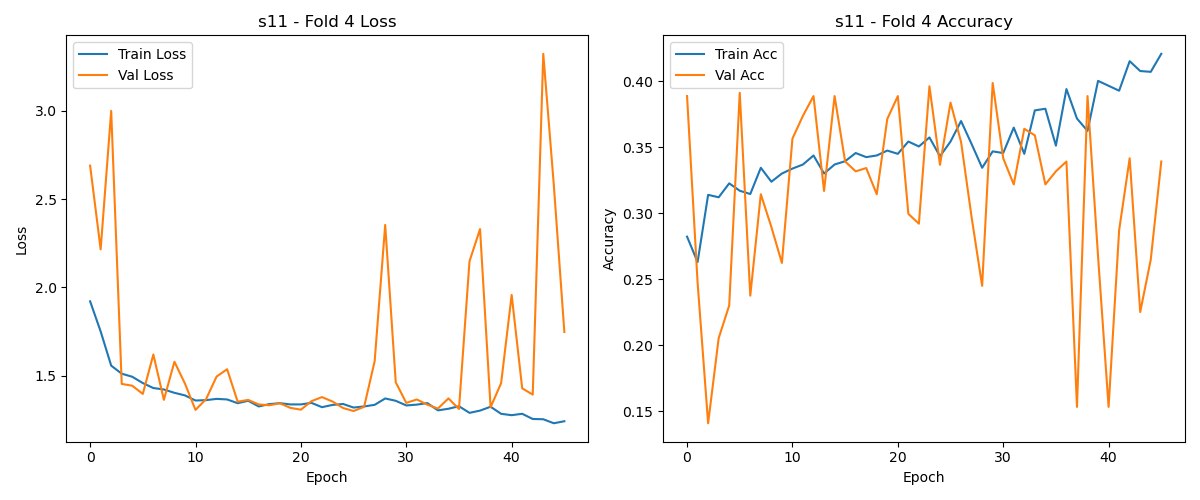 s11 - Fold 4 Loss
Train Loss
Val Loss
3.0
2.5
2.0
1.5
Loss
0 10 20 30 40
Epoch
s11 - Fold 4 Accuracy
Train Acc
Val Acc
0.40
0.35
0.30
0.25
0.20
0.15
Accuracy
0 10 20 30 40
Epoch